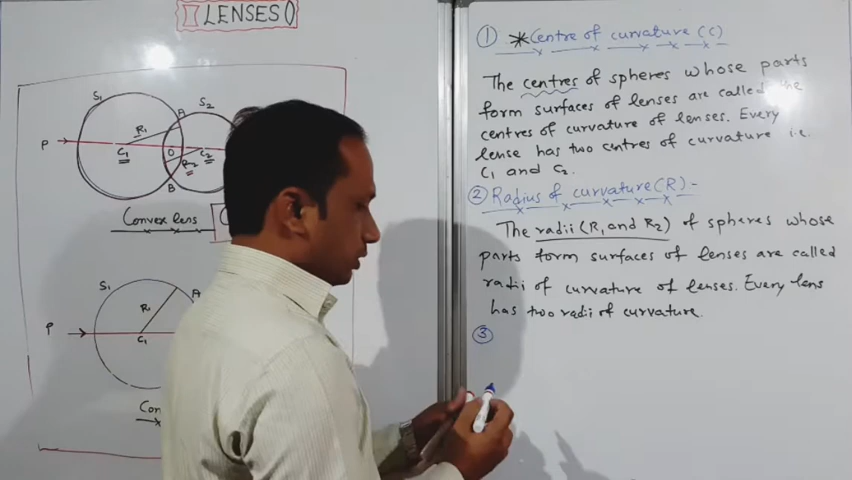 LENSES
S1
A
S2
R1
P
C1
O
C2
R2
B
Convex lens
S1
A
R1
P
C1
Con
① *Centre of curvature (C)
The centres of spheres whose parts
form surfaces of lenses are called the
centres of curvature of lenses. Every
lense has two centres of curvature i.e.
C1 and C2.
② Radius of curvature (R) -
The radii (R1 and R2) of spheres whose
parts form surfaces of lenses are called
radii of curvature of lenses. Every lens
has two radii of curvature.
③